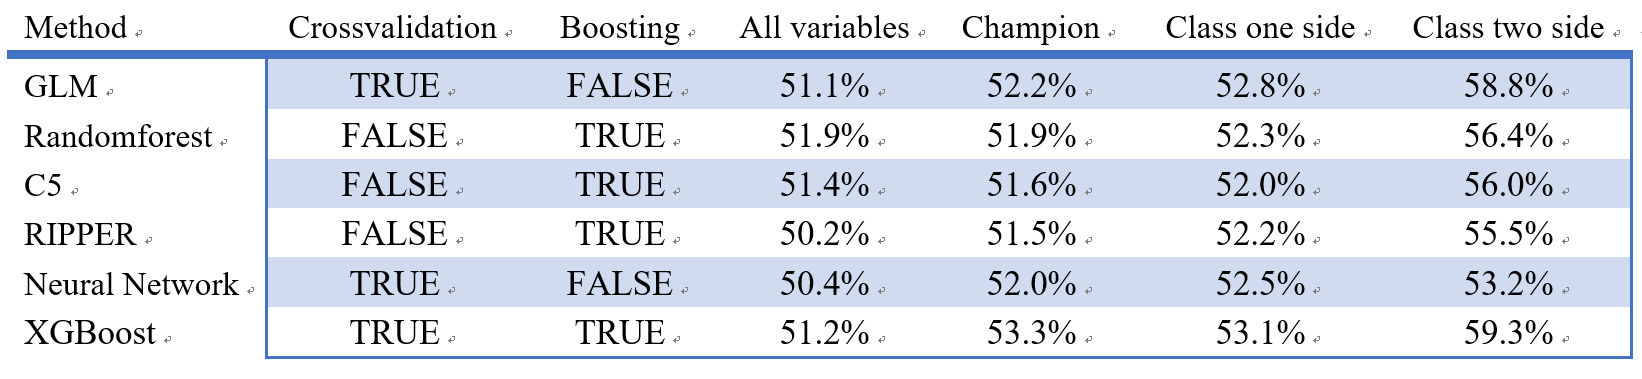 Method Crossvalidation Boosting All variables Champion Class one side Class two side
GLM TRUE FALSE 51.1% 52.2% 52.8% 58.8%
Randomforest FALSE TRUE 51.9% 51.9% 52.3% 56.4%
C5 FALSE TRUE 51.4% 51.6% 52.0% 56.0%
RIPPER FALSE TRUE 50.2% 51.5% 52.2% 55.5%
Neural Network TRUE FALSE 50.4% 52.0% 52.5% 53.2%
XGBoost TRUE TRUE 51.2% 53.3% 53.1% 59.3%